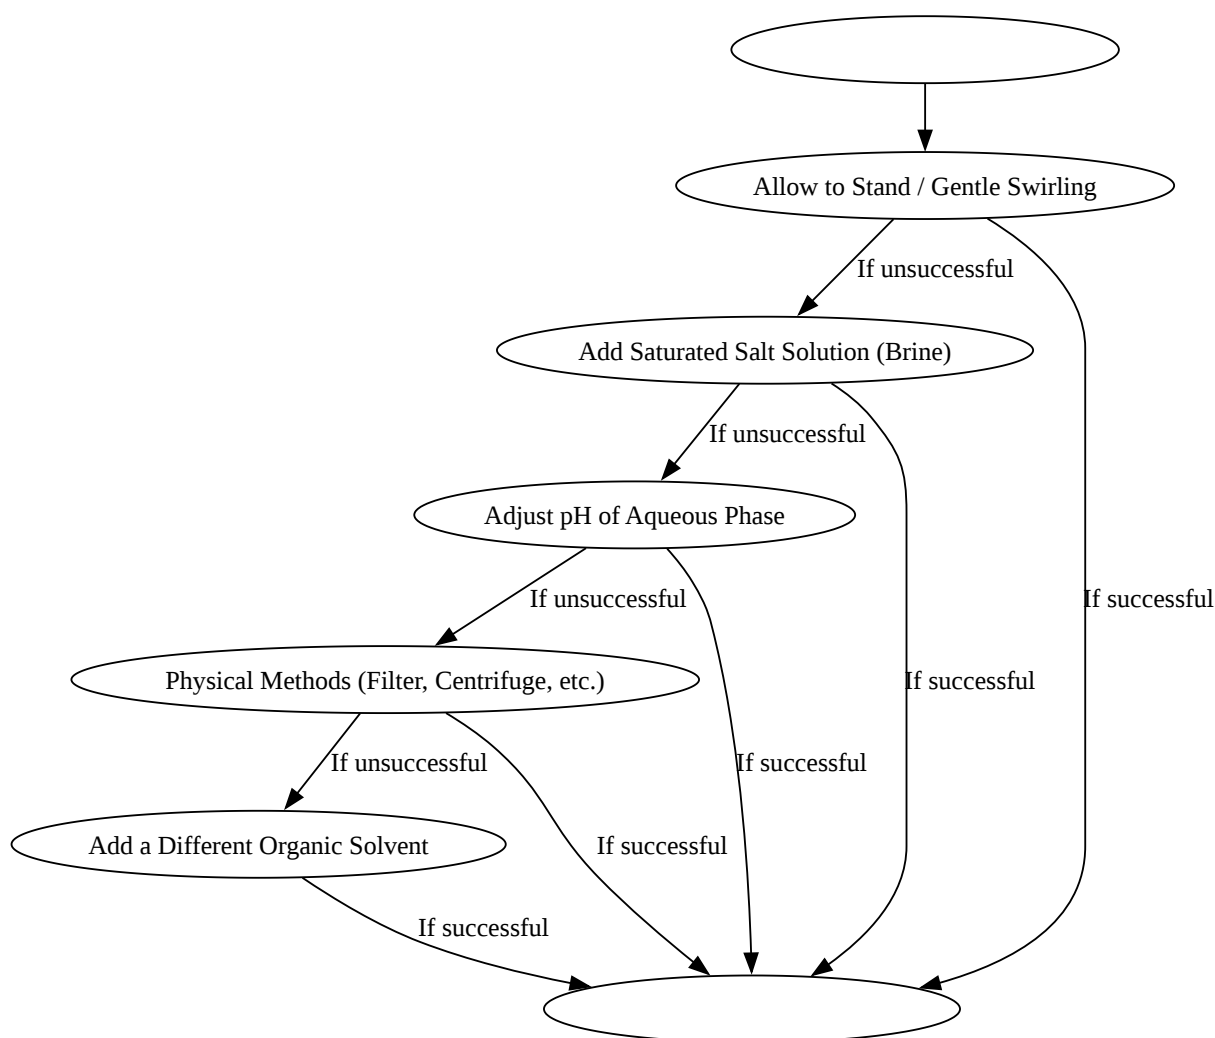 Allow to Stand / Gentle Swirling
If unsuccessful
Add Saturated Salt Solution (Brine)
If unsuccessful
Adjust pH of Aqueous Phase
If unsuccessful
If successful
Physical Methods (Filter, Centrifuge, etc.)
If successful
If unsuccessful
If successful
Add a Different Organic Solvent
If successful
If successful